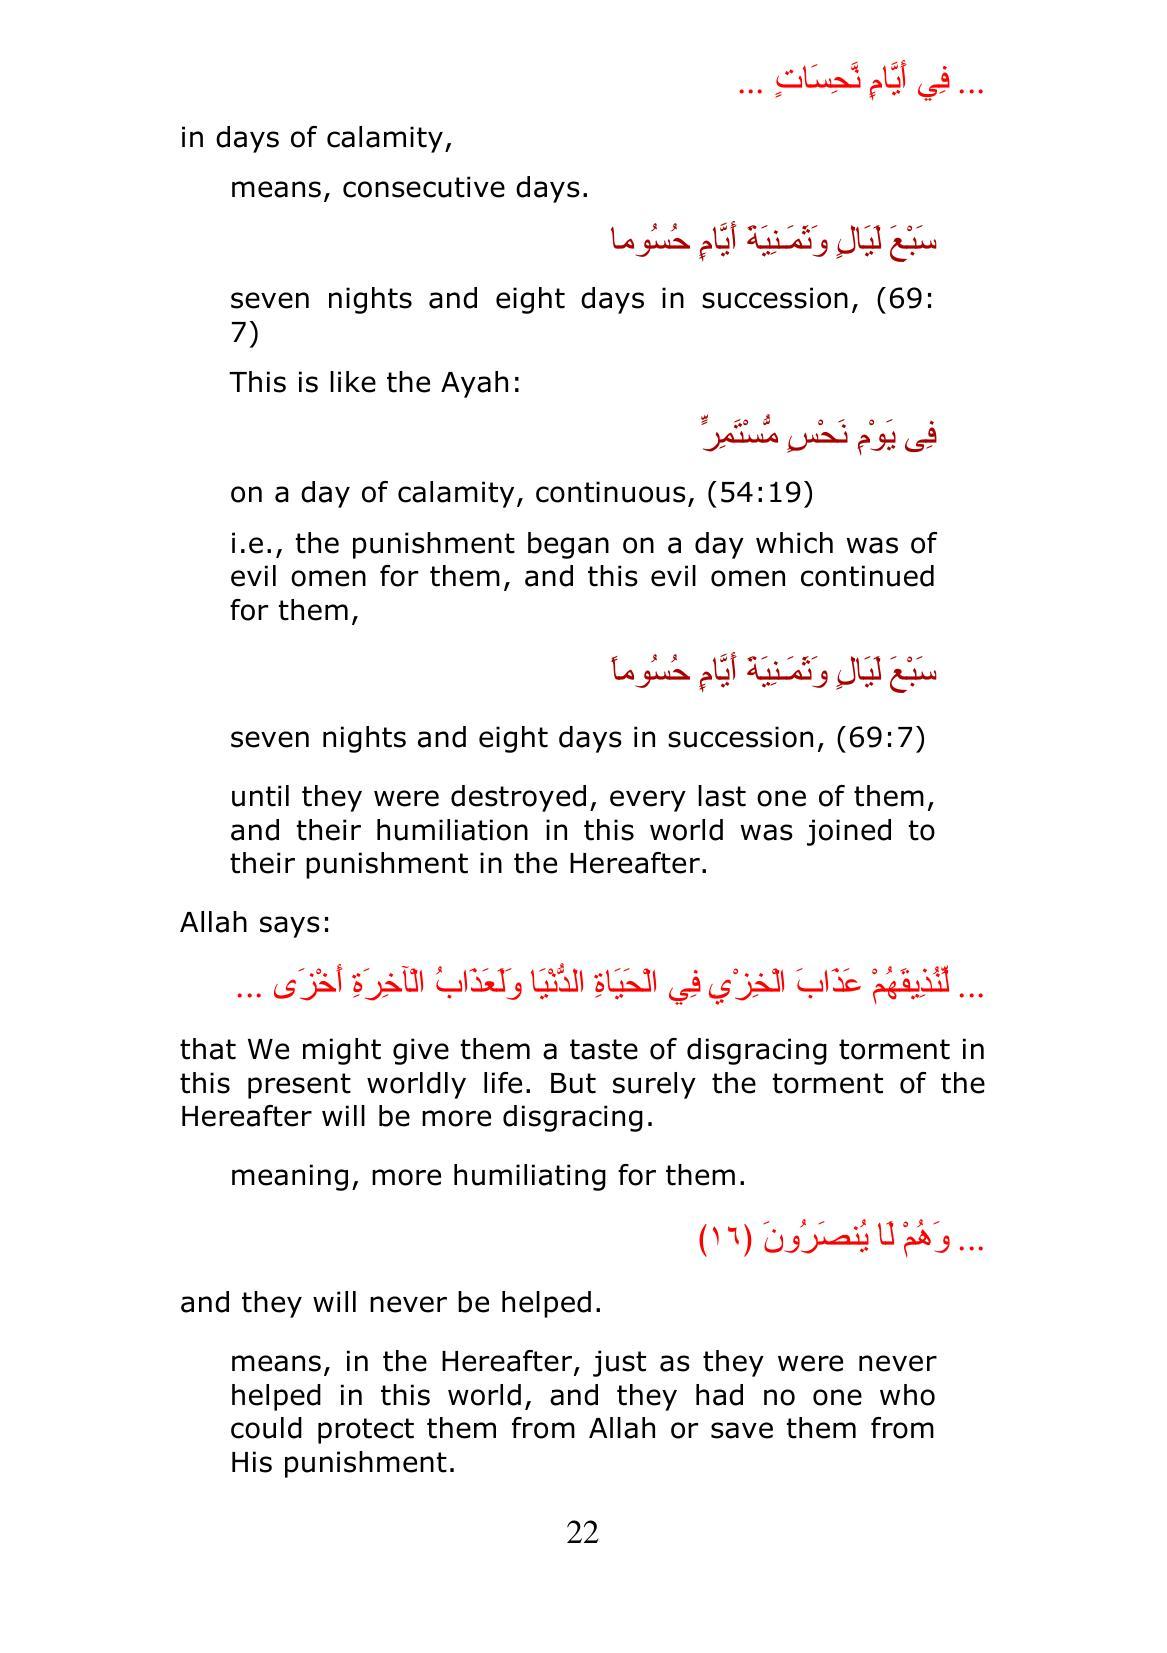 ... فِي أَيَّامٍ نَّحِسَاتٍ ...
in days of calamity,
means, consecutive days.
سَبْعَ لَيَالٍ وَثَمَـنِيَةَ أَيَّامٍ حُسُوما
seven nights and eight days in succession, (69:
7)
This is like the Ayah:
فِى يَوْمِ نَحْسٍ مُّسْتَمِرٍّ
on a day of calamity, continuous, (54:19)
i.e., the punishment began on a day which was of
evil omen for them, and this evil omen continued
for them,
سَبْعَ لَيَالٍ وَثَمَـنِيَةَ أَيَّامٍ حُسُوماً
seven nights and eight days in succession, (69:7)
until they were destroyed, every last one of them,
and their humiliation in this world was joined to
their punishment in the Hereafter.
Allah says:
... لِّنُذِيقَهُمْ عَذَابَ الْخِزْيِ فِي الْحَيَاةِ الدُّنْيَا وَلَعَذَابُ الْآخِرَةِ أَخْزَى ...
that We might give them a taste of disgracing torment in
this present worldly life. But surely the torment of the
Hereafter will be more disgracing.
meaning, more humiliating for them.
... وَهُمْ لَا يُنصَرُونَ (١٦)
and they will never be helped.
means, in the Hereafter, just as they were never
helped in this world, and they had no one who
could protect them from Allah or save them from
His punishment.
22